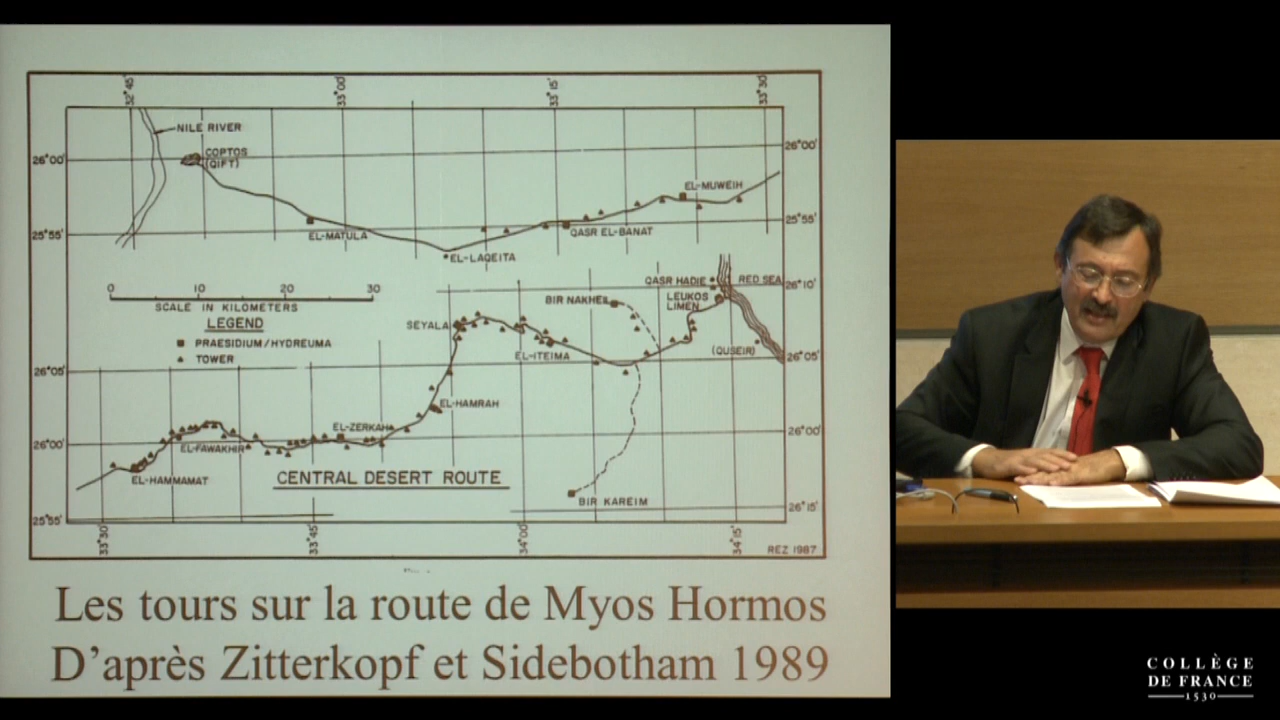 32°45'
33°00'
33°15'
33°30'
NILE RIVER
26°00'
COPTOS
(QIFT)
26°00'
EL-MUWEIH
25°55'
EL-MATULA
QASR EL-BANAT
25°55'
EL-LAQEITA
0 10 20 30
SCALE IN KILOMETERS
LEGEND
PRAESIDIUM/HYDREUMA
TOWER
QASR HADIE
RED SEA
26°10'
BIR NAKHEIL
LEUKOS
LIMEN
SEYALA
EL-ITEIMA
(QUSEIR)
26°05'
26°05'
EL-HAMRAH
EL-ZERKAH
26°00'
EL-FAWAKHIR
26°00'
EL-HAMMAMAT
CENTRAL DESERT ROUTE
BIR KAREIM
25°55'
26°15'
33°30'
33°45'
34°00'
34°15'
REZ 1987
Les tours sur la route de Myos Hormos
D'après Zitterkopf et Sidebotham 1989
COLLÈGE
DE FRANCE
1530